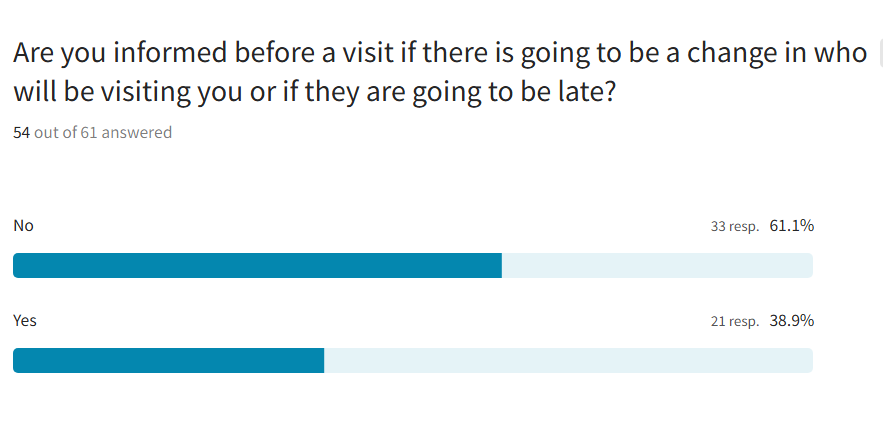 Are you informed before a visit if there is going to be a change in who
will be visiting you or if they are going to be late?
54 out of 61 answered
No 33 resp. 61.1%
Yes 21 resp. 38.9%